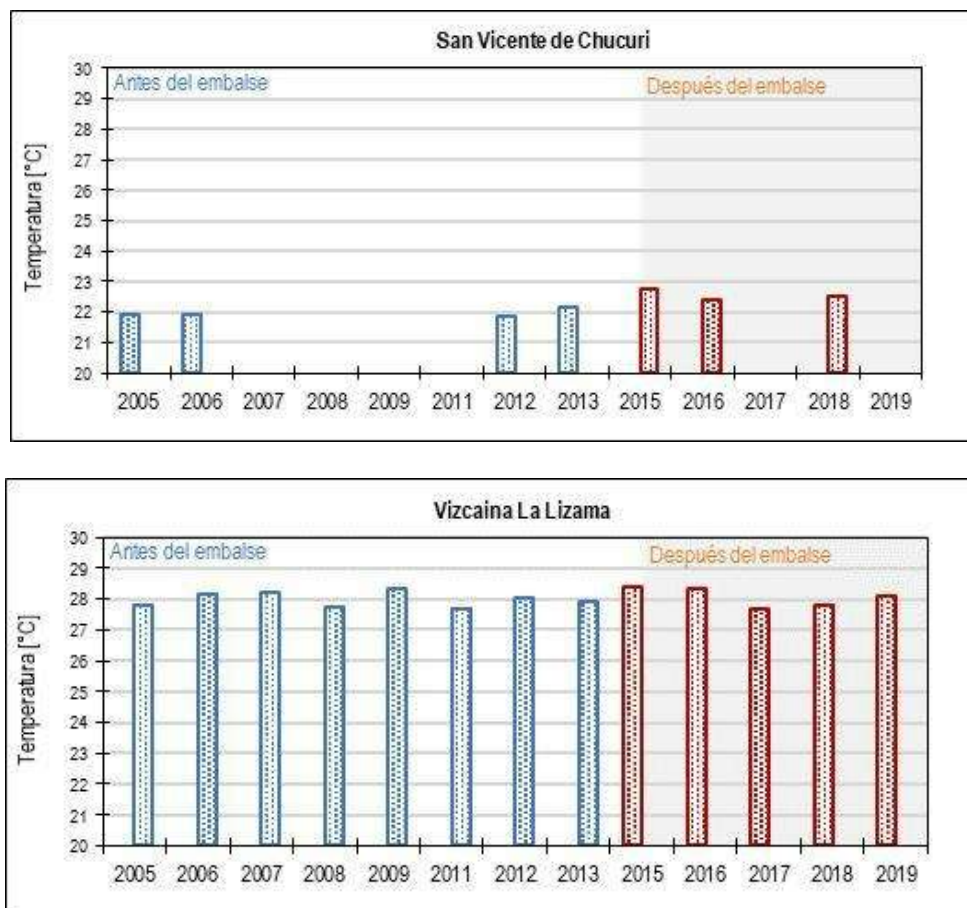 San Vicente de Chucuri
Antes del embalse
Después del embalse
Temperatura [°C]
30
29
28
27
26
25
24
23
22
21
20
2005 2006 2007 2008 2009 2011 2012 2013 2015 2016 2017 2018 2019
Vizcaina La Lizama
Antes del embalse
Después del embalse
Temperatura [°C]
30
29
28
27
26
25
24
23
22
21
20
2005 2006 2007 2008 2009 2011 2012 2013 2015 2016 2017 2018 2019